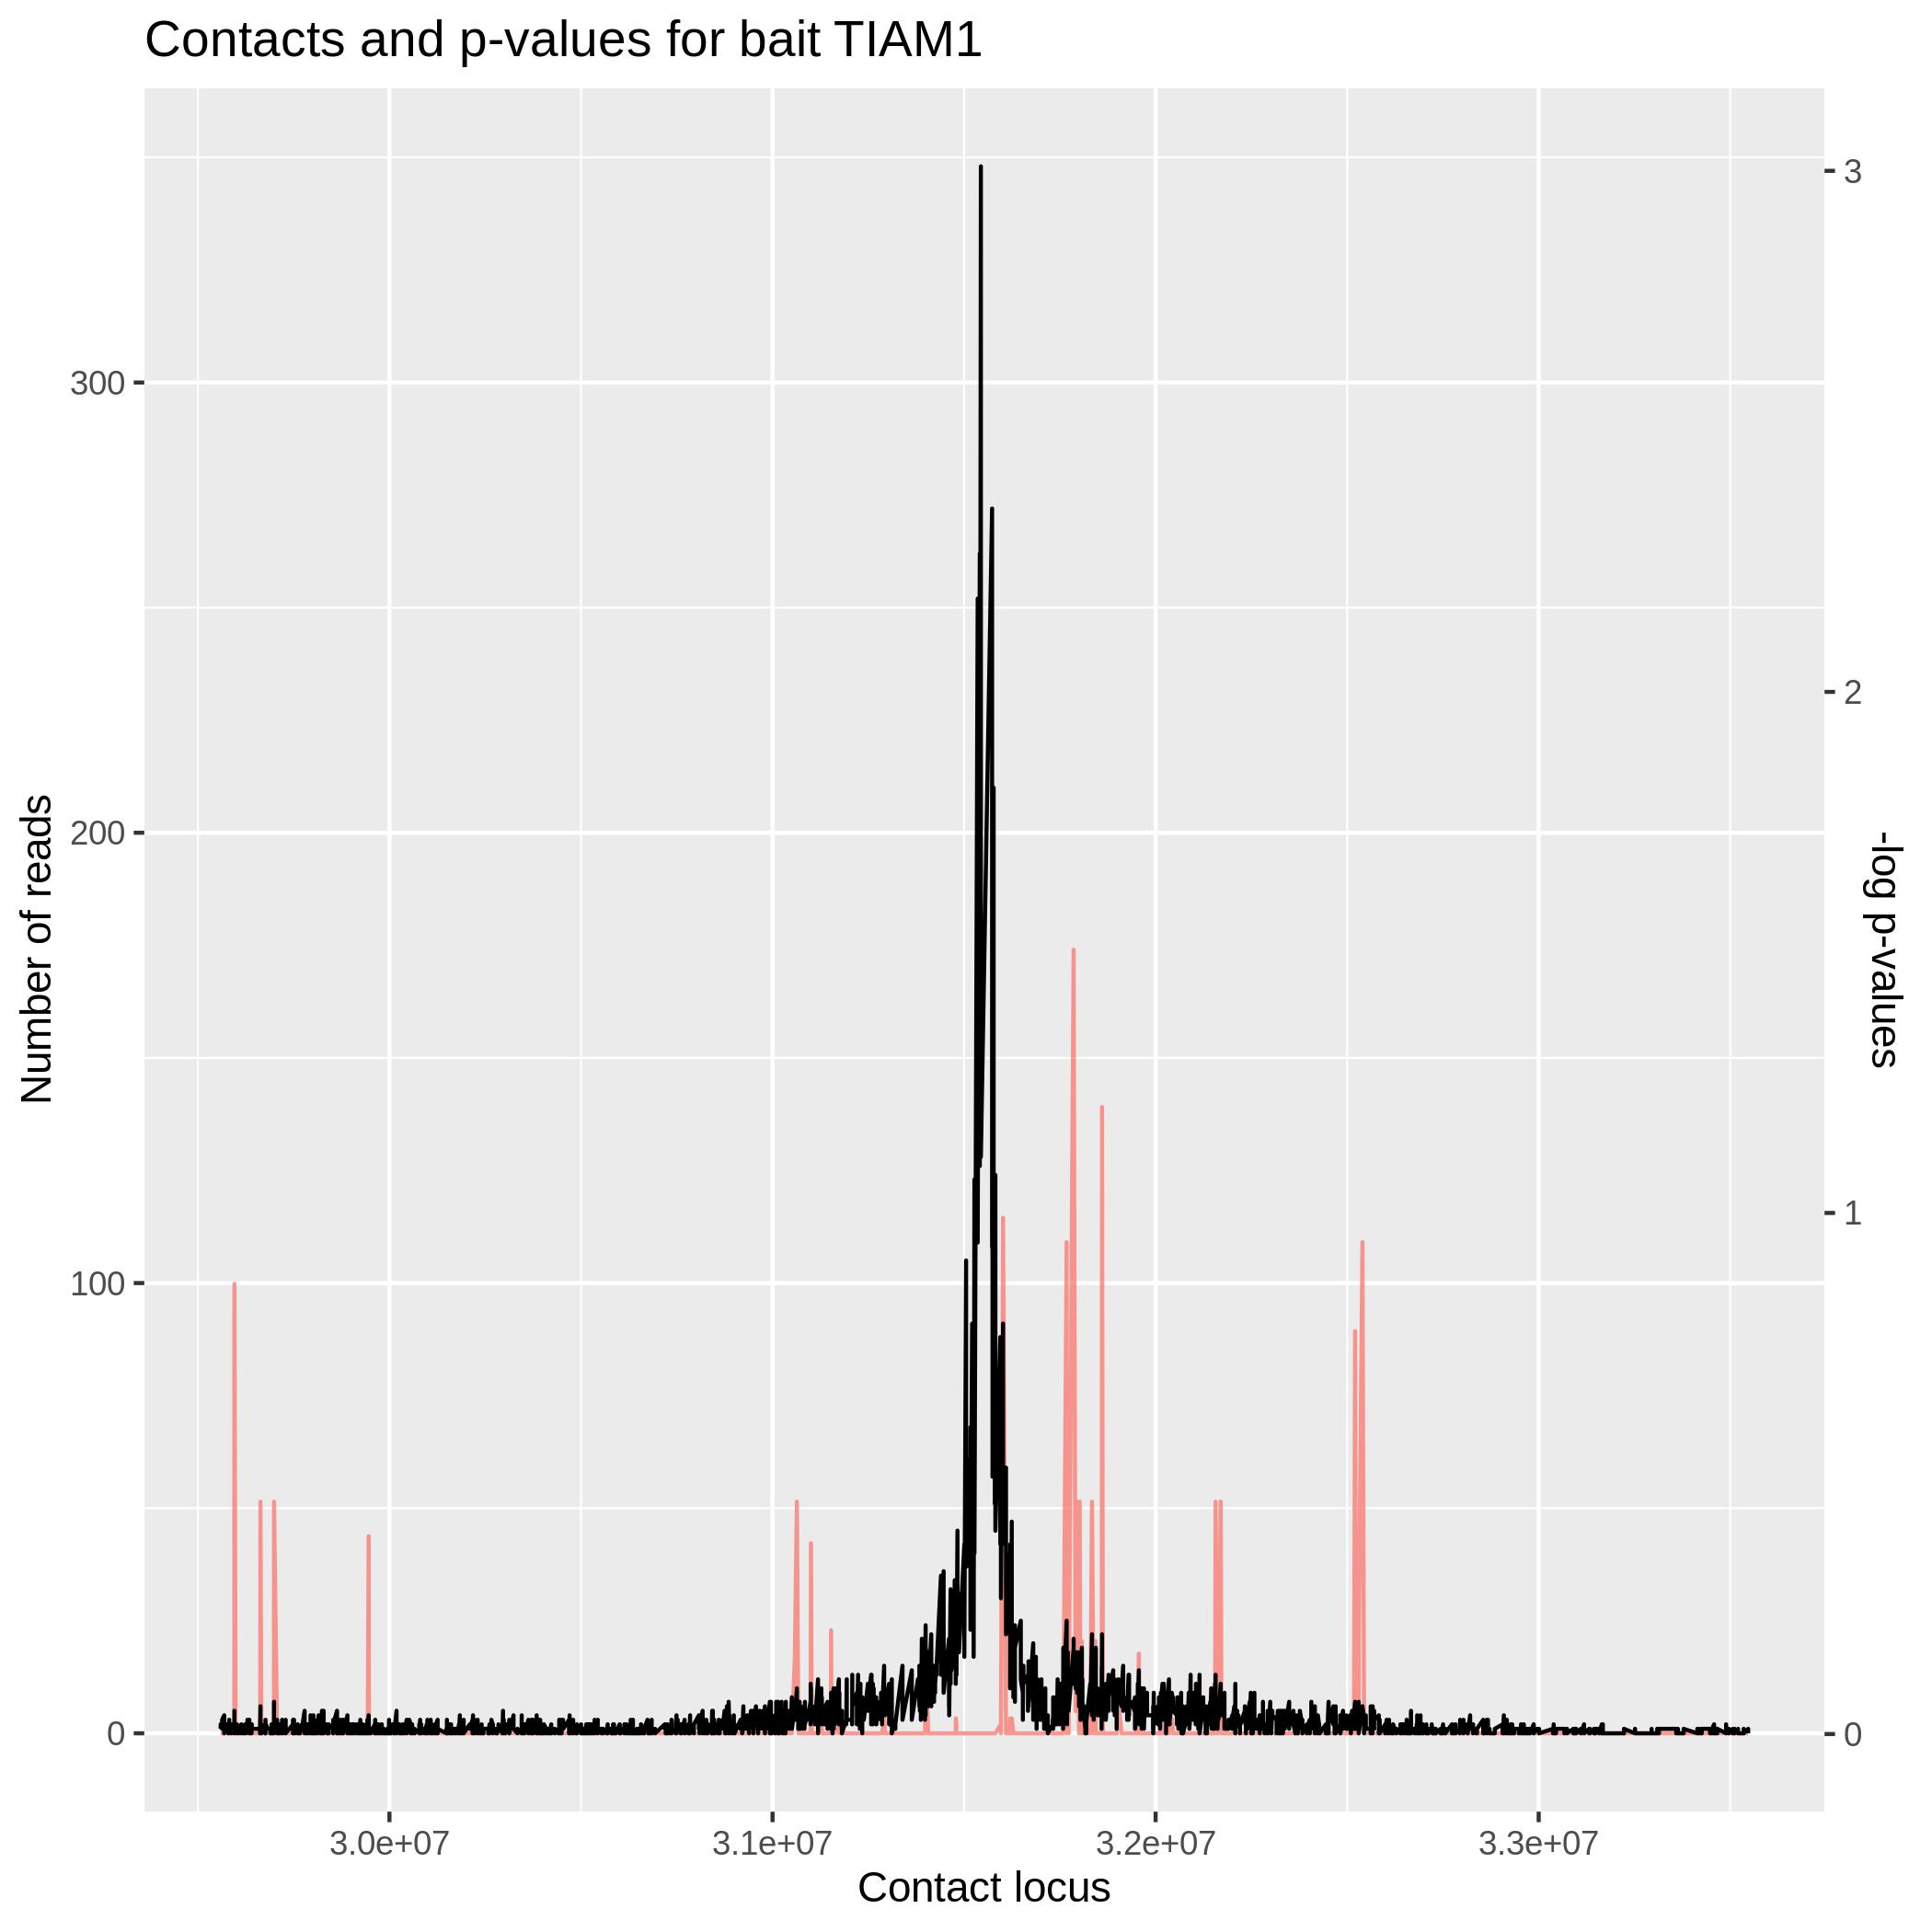 Contacts and p-values for bait TIAM1
Number of reads
300
200
100
0
3
2
1
0
-log p-values
3.0e+07
3.1e+07
3.2e+07
3.3e+07
Contact locus